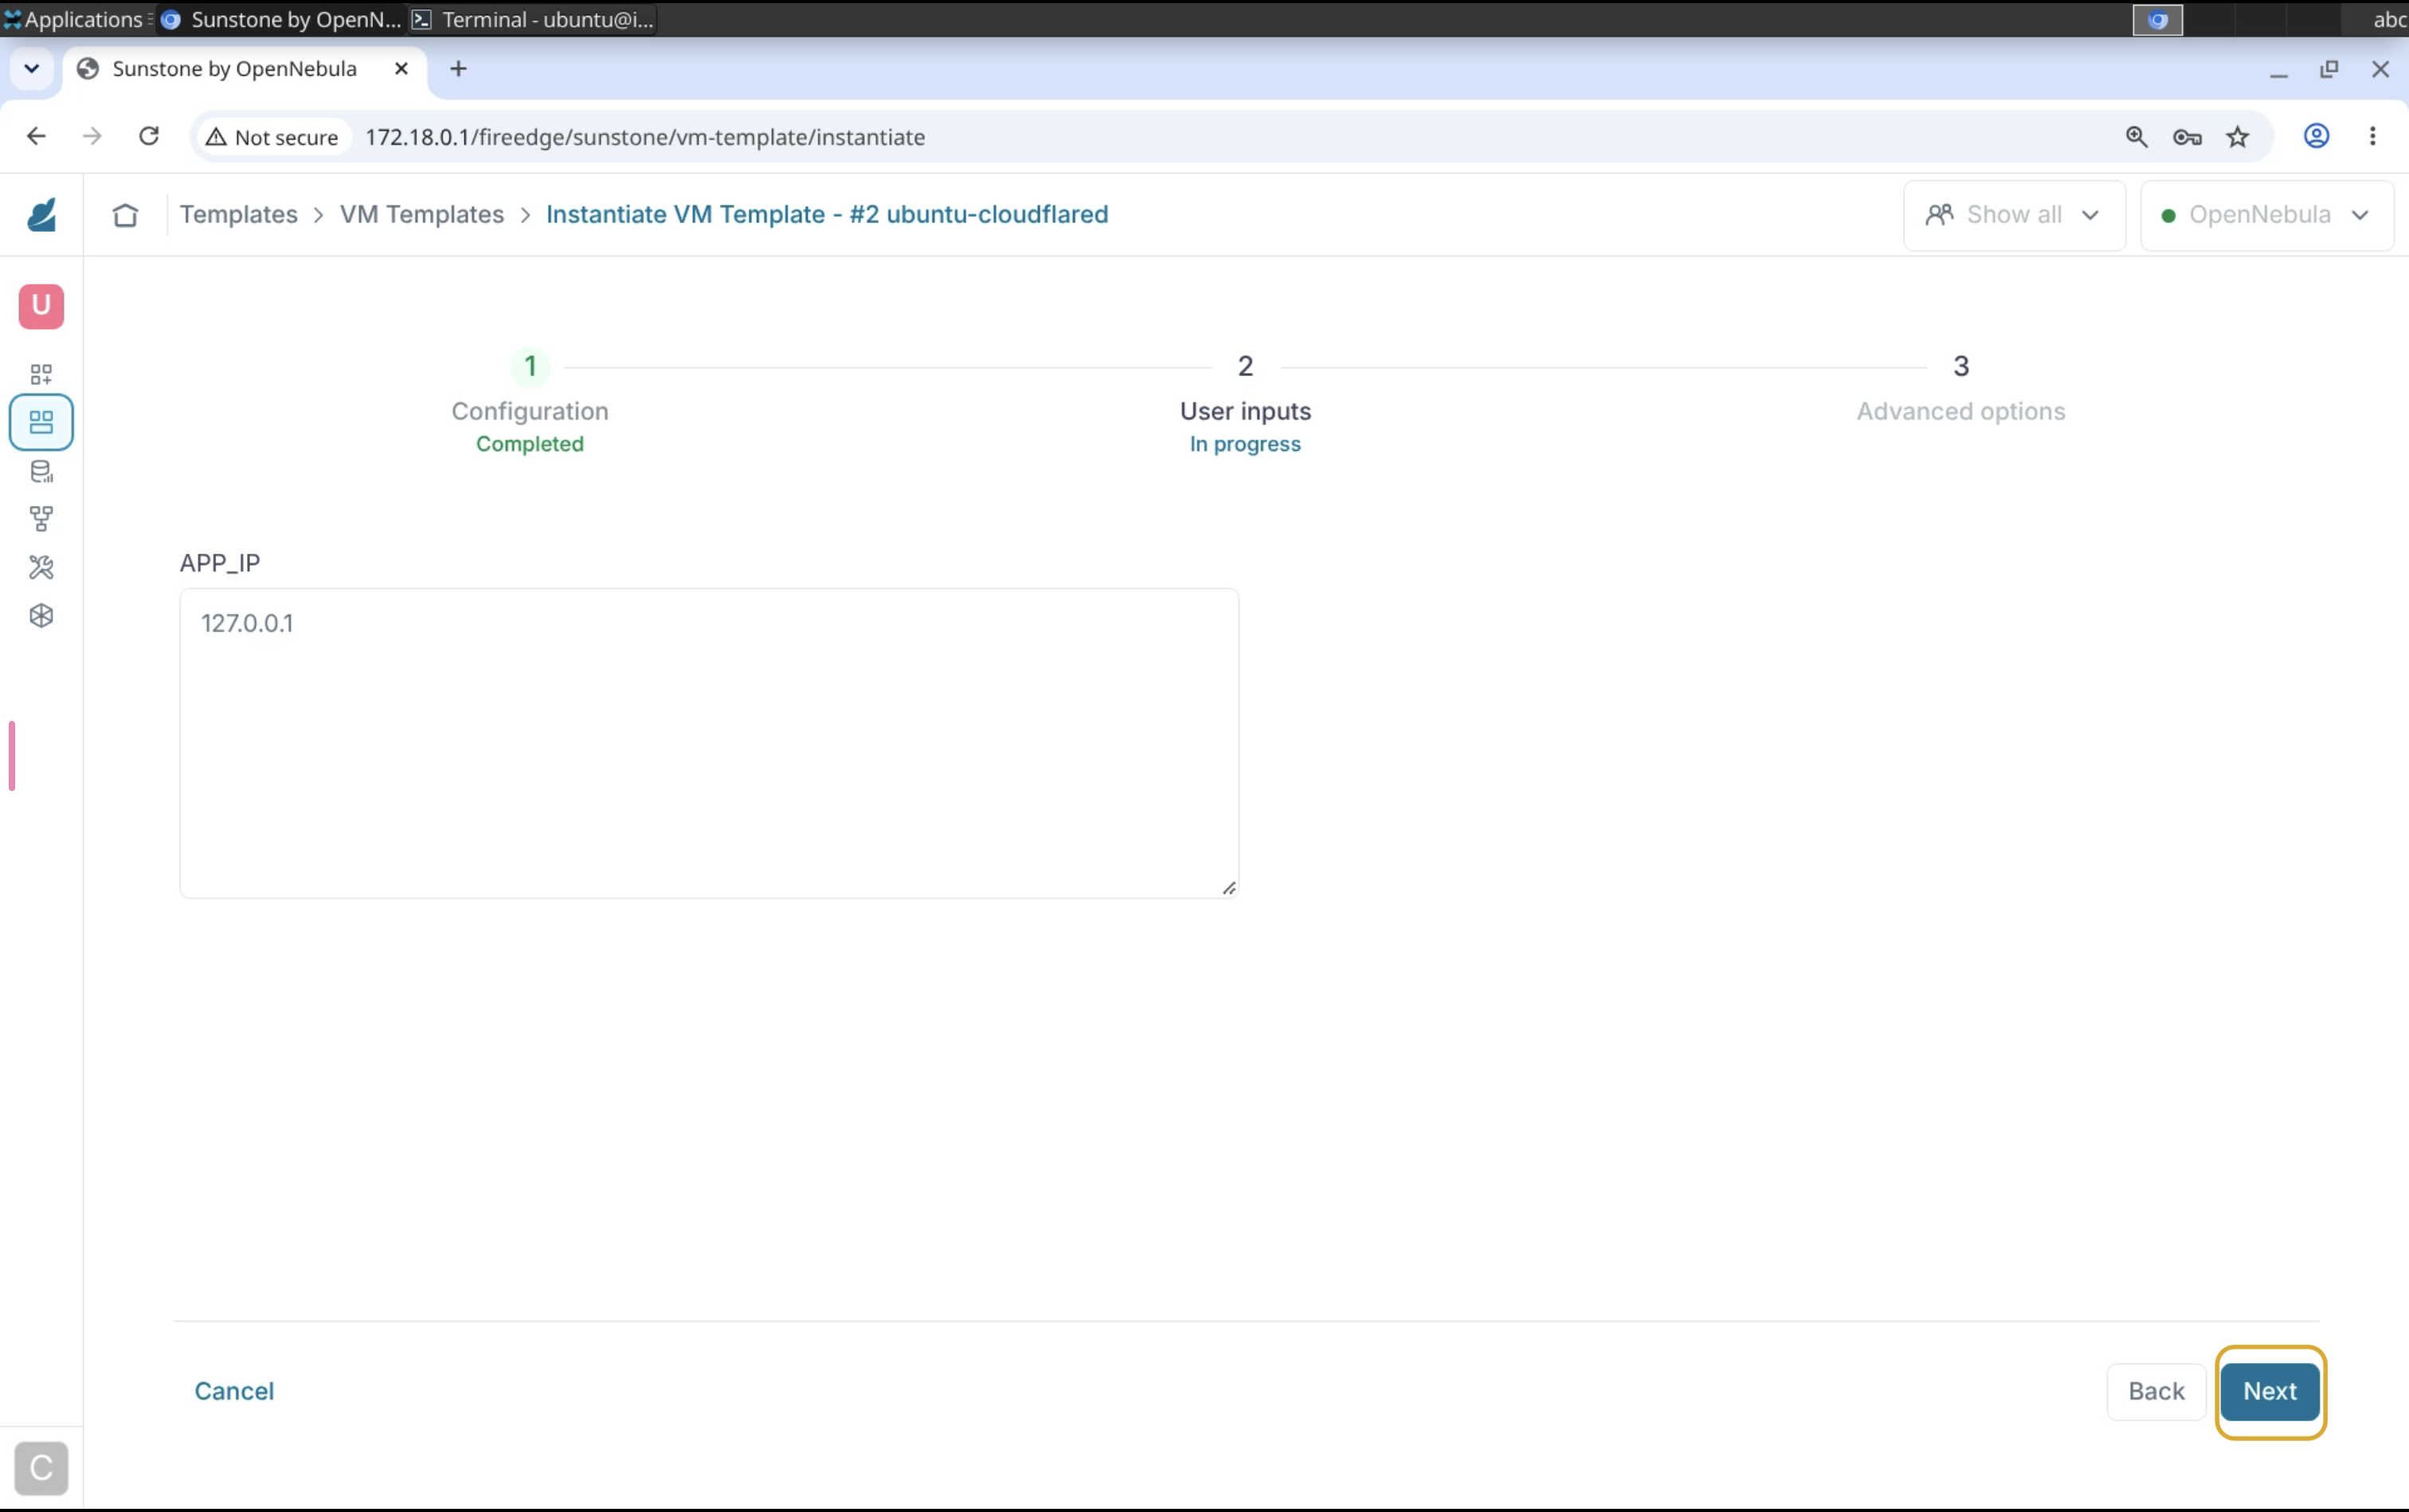 Applications Sunstone by OpenN... Terminal - ubuntu@i... abc
Sunstone by OpenNebula
Not secure 172.18.0.1/fireedge/sunstone/vm-template/instantiate
Templates > VM Templates > Instantiate VM Template - #2 ubuntu-cloudflared Show all OpenNebula
U
1 2 3
Configuration User inputs Advanced options
Completed In progress
APP_IP
127.0.0.1
Cancel Back Next
C